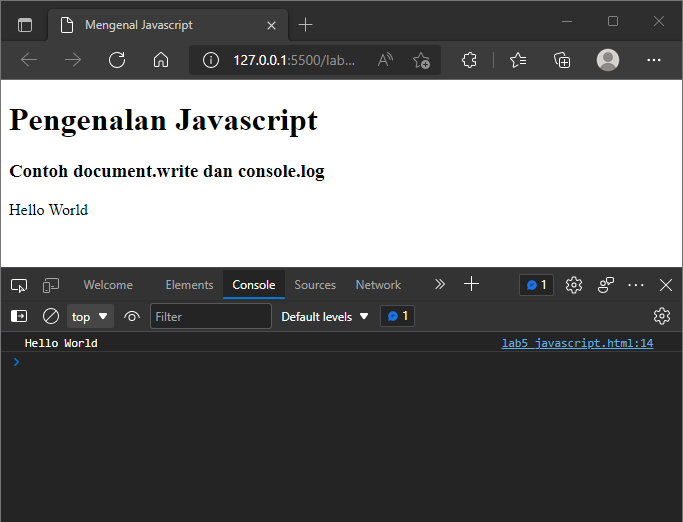 Mengenal Javascript
127.0.0.1:5500/lab...
Pengenalan Javascript
Contoh document.write dan console.log
Hello World
Welcome Elements Console Sources Network 1
top Filter Default levels 1
Hello World lab5_javascript.html:14